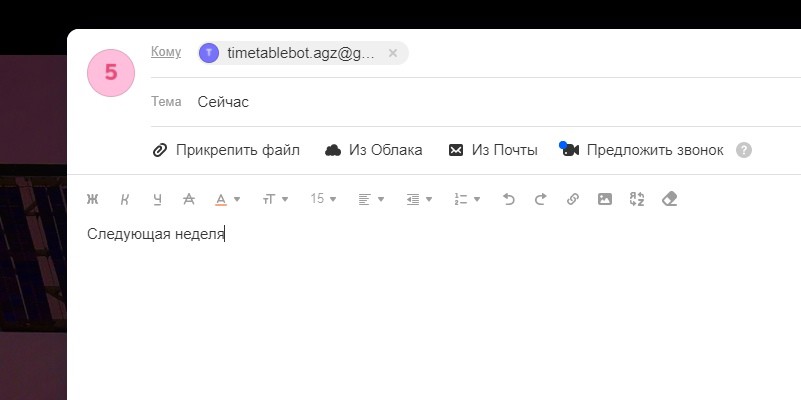 5
Кому Т timetablebot.agz@g...
Тема Сейчас
Прикрепить файл Из Облака Из Почты Предложить звонок ?
Ж К Ч А А тТ 15
Следующая неделя